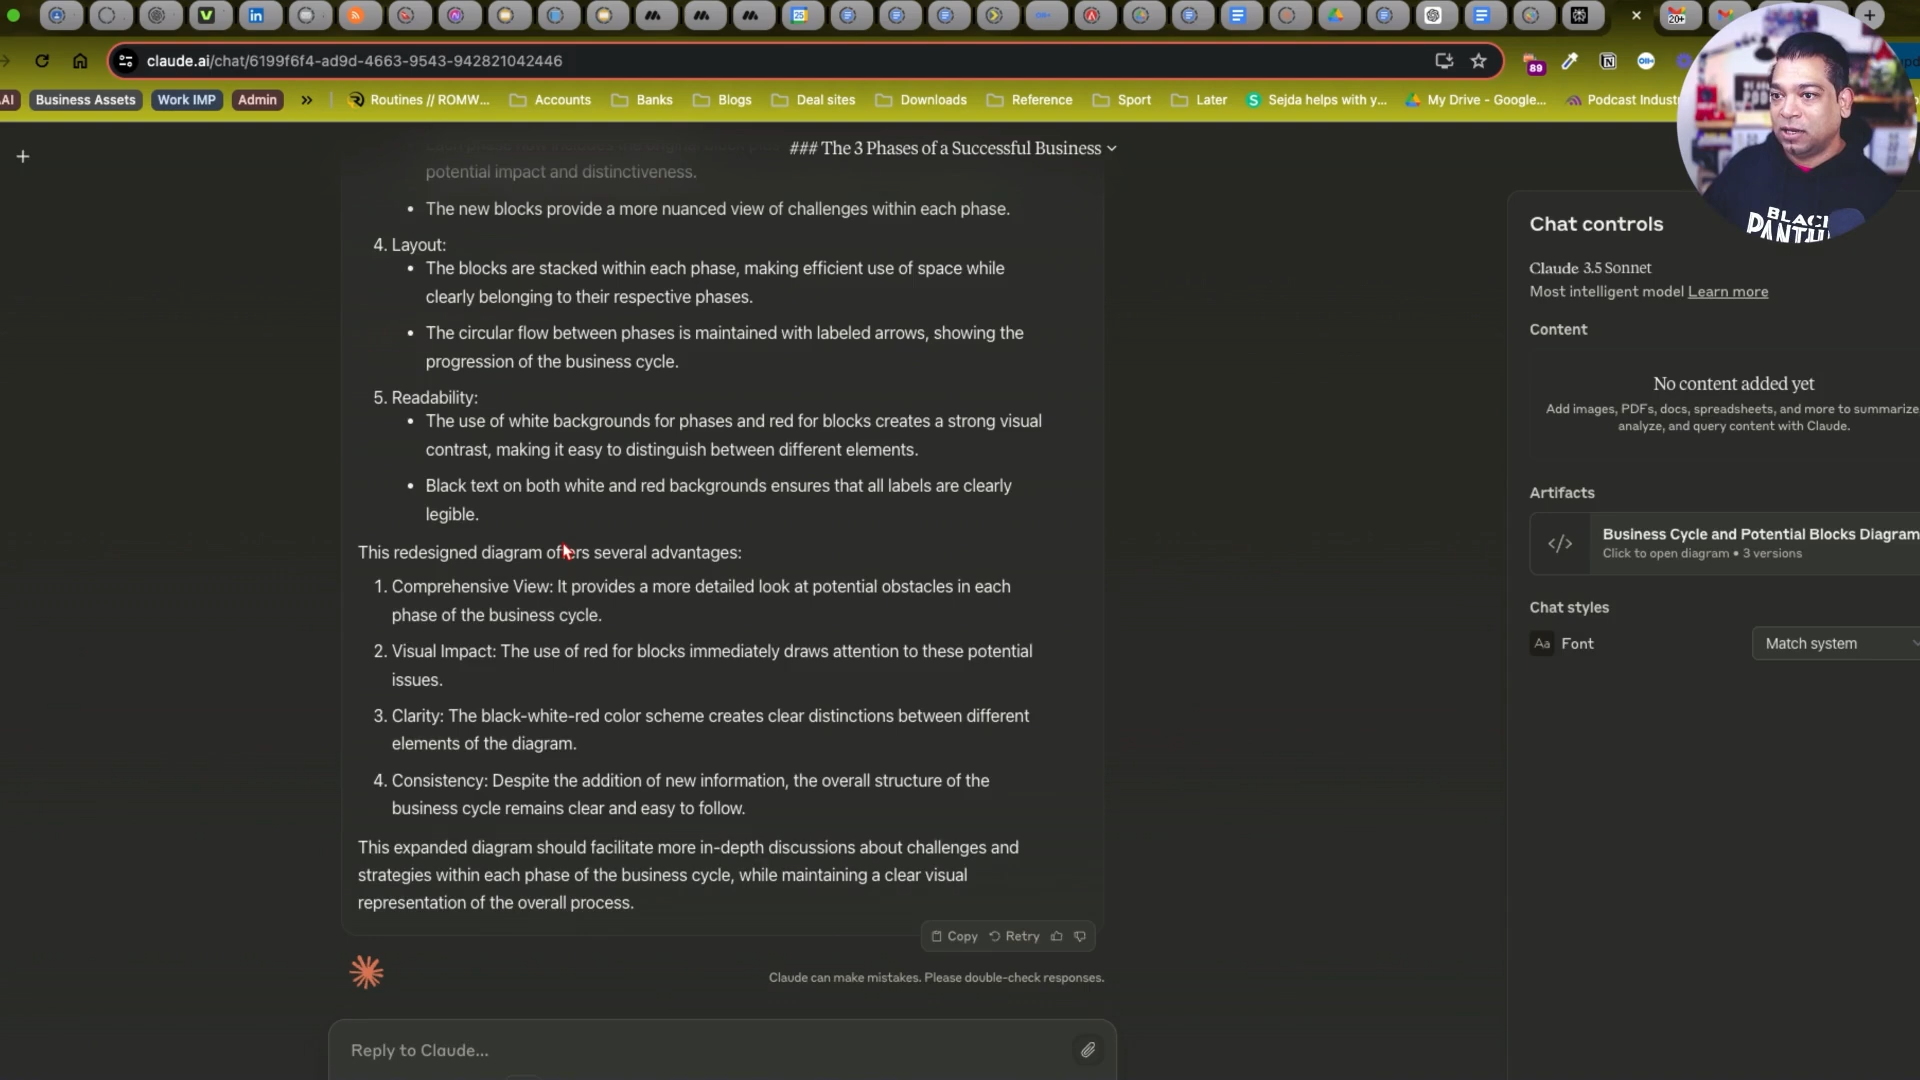 claude.ai/chat/6199f6f4-ad9d-4663-9543-942821042446
89
20+
AI
Business Assets
Work IMP
Admin
Routines // ROMW...
Accounts
Banks
Blogs
Deal sites
Downloads
Reference
Sport
Later
Sejda helps with y...
My Drive - Google...
Podcast Indust
### The 3 Phases of a Successful Business
potential impact and distinctiveness.
• The new blocks provide a more nuanced view of challenges within each phase.
4. Layout:
• The blocks are stacked within each phase, making efficient use of space while
clearly belonging to their respective phases.
• The circular flow between phases is maintained with labeled arrows, showing the
progression of the business cycle.
5. Readability:
• The use of white backgrounds for phases and red for blocks creates a strong visual
contrast, making it easy to distinguish between different elements.
• Black text on both white and red backgrounds ensures that all labels are clearly
legible.
This redesigned diagram offers several advantages:
1. Comprehensive View: It provides a more detailed look at potential obstacles in each
phase of the business cycle.
2. Visual Impact: The use of red for blocks immediately draws attention to these potential
issues.
3. Clarity: The black-white-red color scheme creates clear distinctions between different
elements of the diagram.
4. Consistency: Despite the addition of new information, the overall structure of the
business cycle remains clear and easy to follow.
This expanded diagram should facilitate more in-depth discussions about challenges and
strategies within each phase of the business cycle, while maintaining a clear visual
representation of the overall process.
Copy
Retry
Claude can make mistakes. Please double-check responses.
Reply to Claude...
Chat controls
Claude 3.5 Sonnet
Most intelligent model Learn more
Content
No content added yet
Add images, PDFs, docs, spreadsheets, and more to summarize,
analyze, and query content with Claude.
Artifacts
Business Cycle and Potential Blocks Diagram
Click to open diagram • 3 versions
Chat styles
Aa Font
Match system
BLACK
PANTH